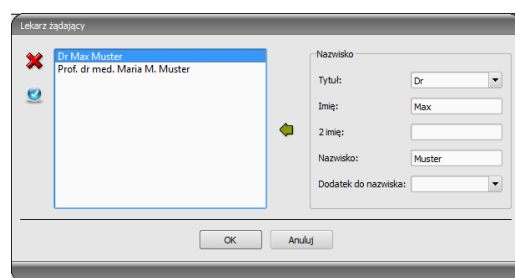 Lekarz żądający
Dr Max Muster
Prof. dr med. Maria M. Muster
Nazwisko
Tytuł: Dr
Imię: Max
2 imię:
Nazwisko: Muster
Dodatek do nazwiska:
OK Anuluj